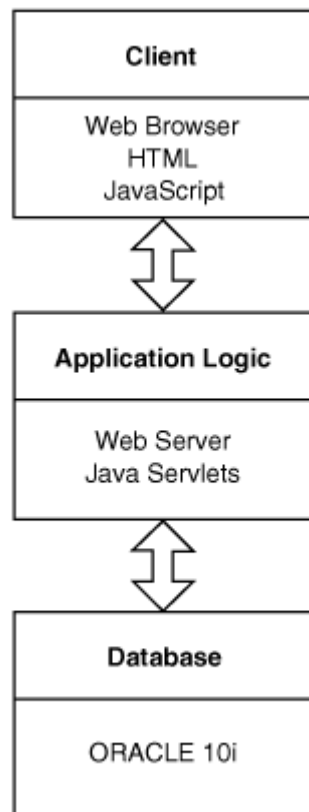 Client
Web Browser
HTML
JavaScript
Application Logic
Web Server
Java Servlets
Database
ORACLE 10i